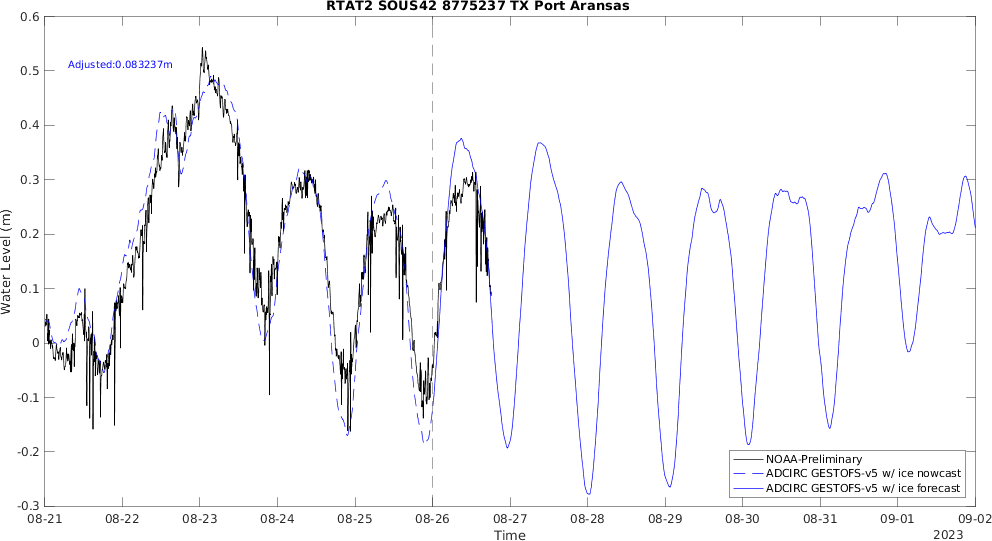 RTAT2 SOUS42 8775237 TX Port Aransas
Adjusted:0.083237m
Water Level (m)
0.6
0.5
0.4
0.3
0.2
0.1
0
-0.1
-0.2
-0.3
NOAA-Preliminary
ADCIRC GESTOFS-v5 w/ ice nowcast
ADCIRC GESTOFS-v5 w/ ice forecast
08-21 08-22 08-23 08-24 08-25 08-26 08-27 08-28 08-29 08-30 08-31 09-01 09-02
Time
2023